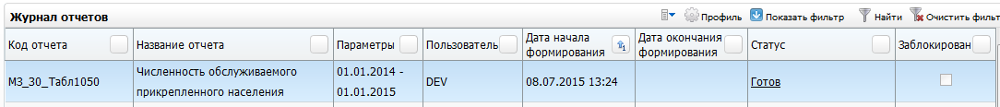 Журнал отчетов
Профиль Показать фильтр Найти Очистить фильт
Код отчета Название отчета Параметры Пользователь Дата начала формирования 1 Дата окончания формирования Статус Заблокирован
МЗ_30_Табл1050 Численность обслуживаемого прикрепленного населения 01.01.2014 - 01.01.2015 DEV 08.07.2015 13:24 Готов